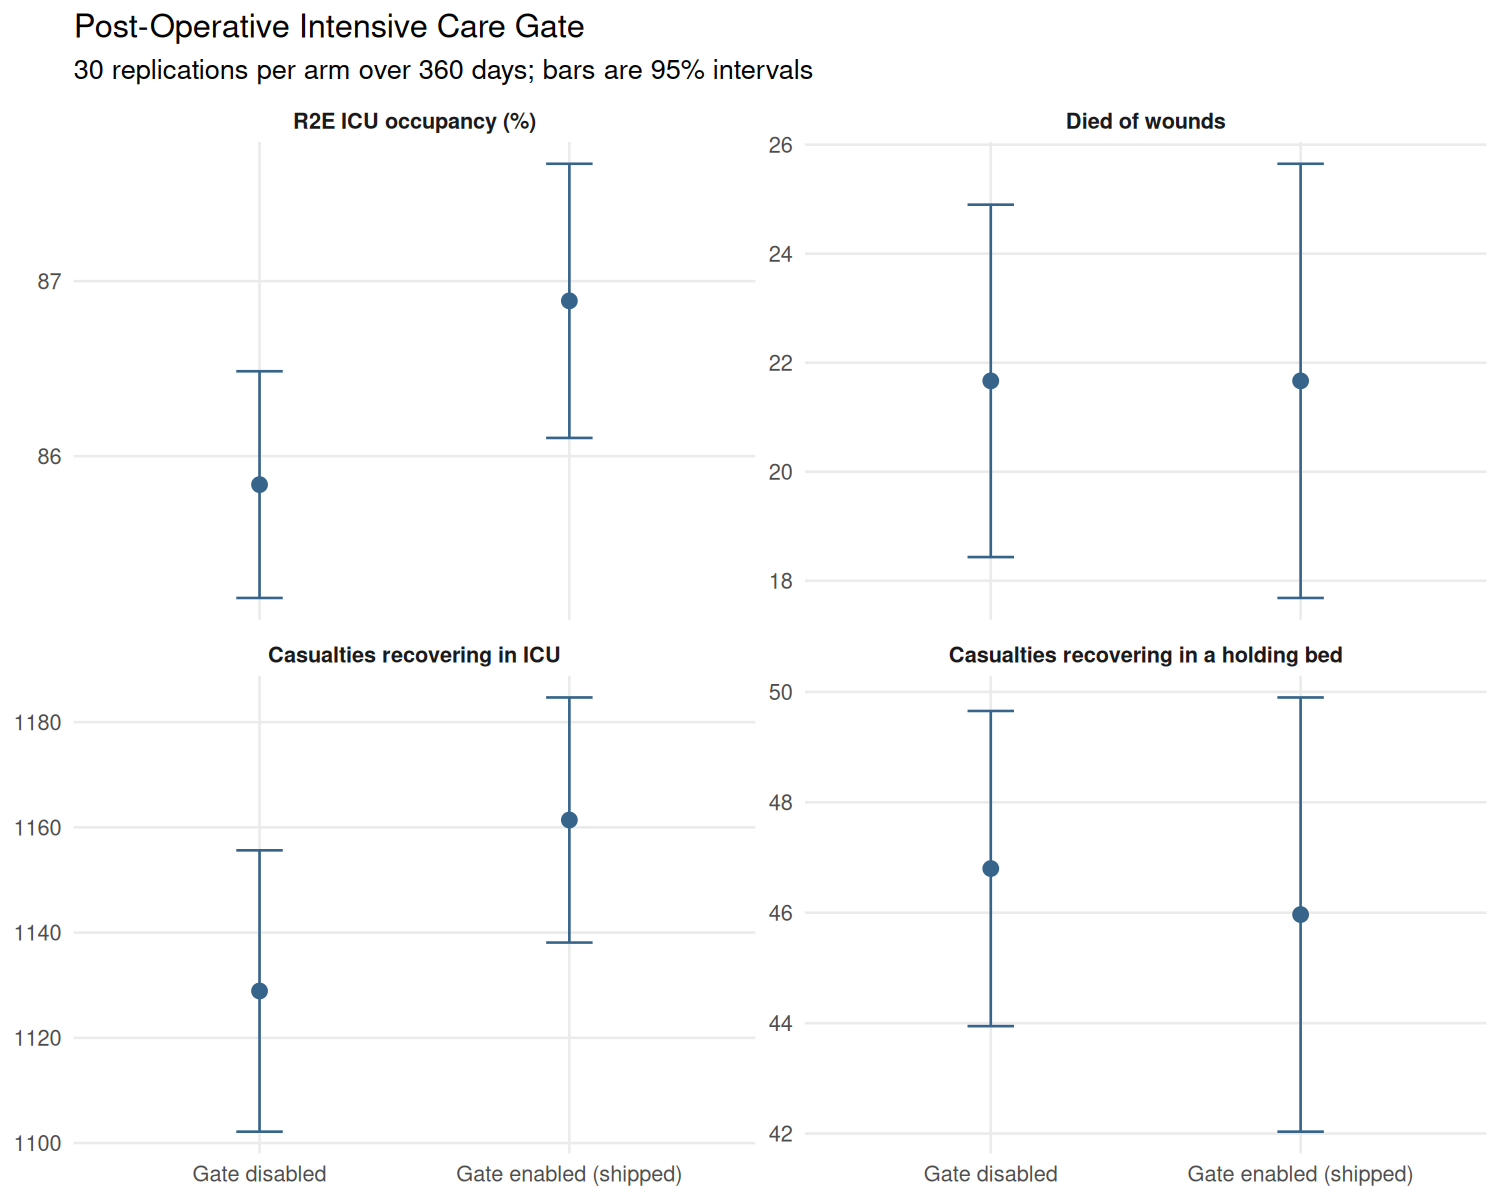 Post-Operative Intensive Care Gate
30 replications per arm over 360 days; bars are 95% intervals
R2E ICU occupancy (%)
87
86
Died of wounds
26
24
22
20
18
Casualties recovering in ICU
1180
1160
1140
1120
1100
Gate disabled
Gate enabled (shipped)
Casualties recovering in a holding bed
50
48
46
44
42
Gate disabled
Gate enabled (shipped)